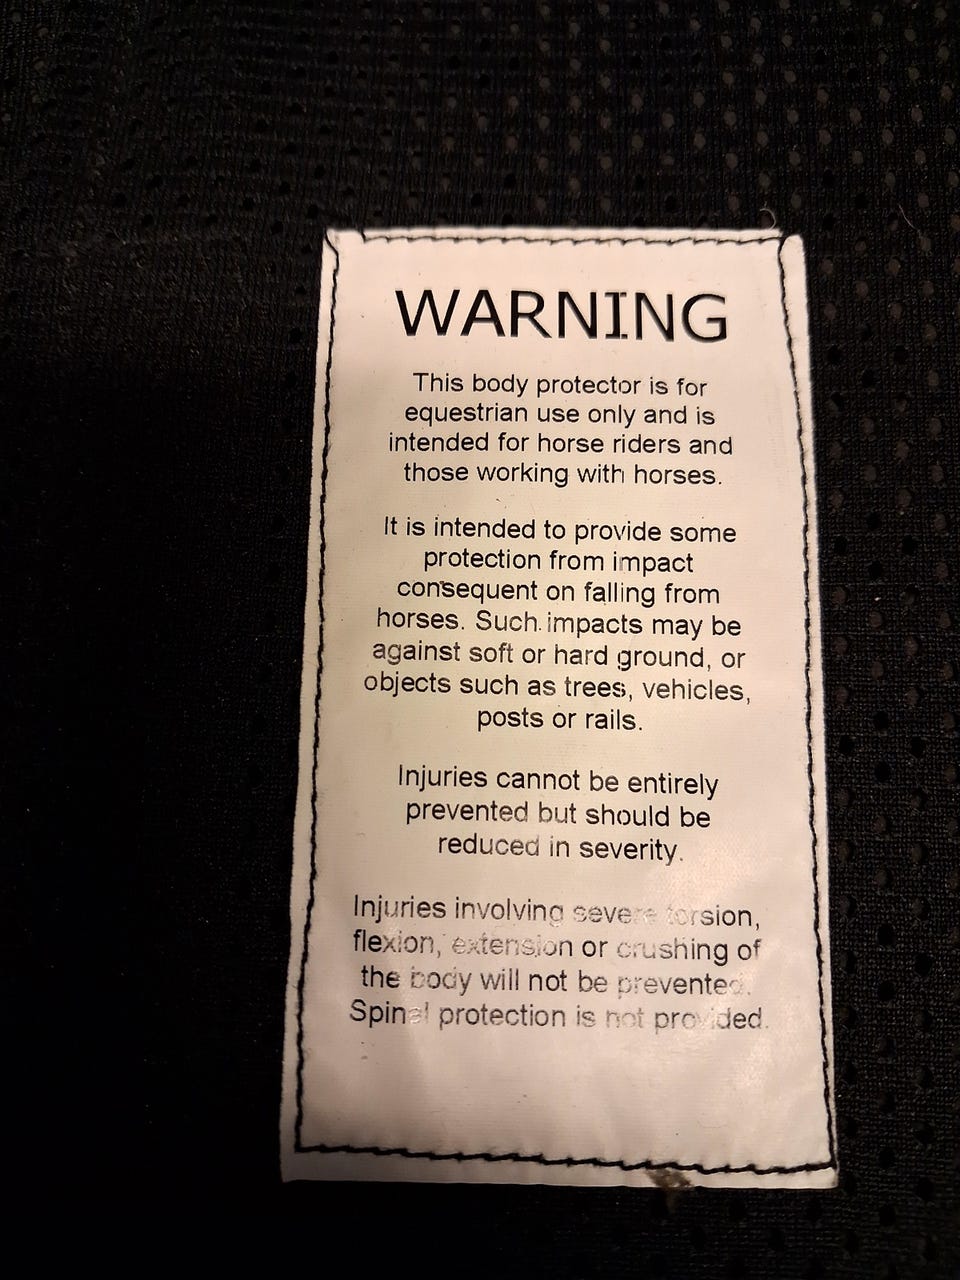 WARNING
This body protector is for
equestrian use only and is
intended for horse riders and
those working with horses.
It is intended to provide some
protection from impact
consequent on falling from
horses. Such impacts may be
against soft or hard ground, or
objects such as trees, vehicles,
posts or rails.
Injuries cannot be entirely
prevented but should be
reduced in severity.
Injuries involving severe torsion,
flexion, extension or crushing of
the body will not be prevented.
Spinal protection is not provided.